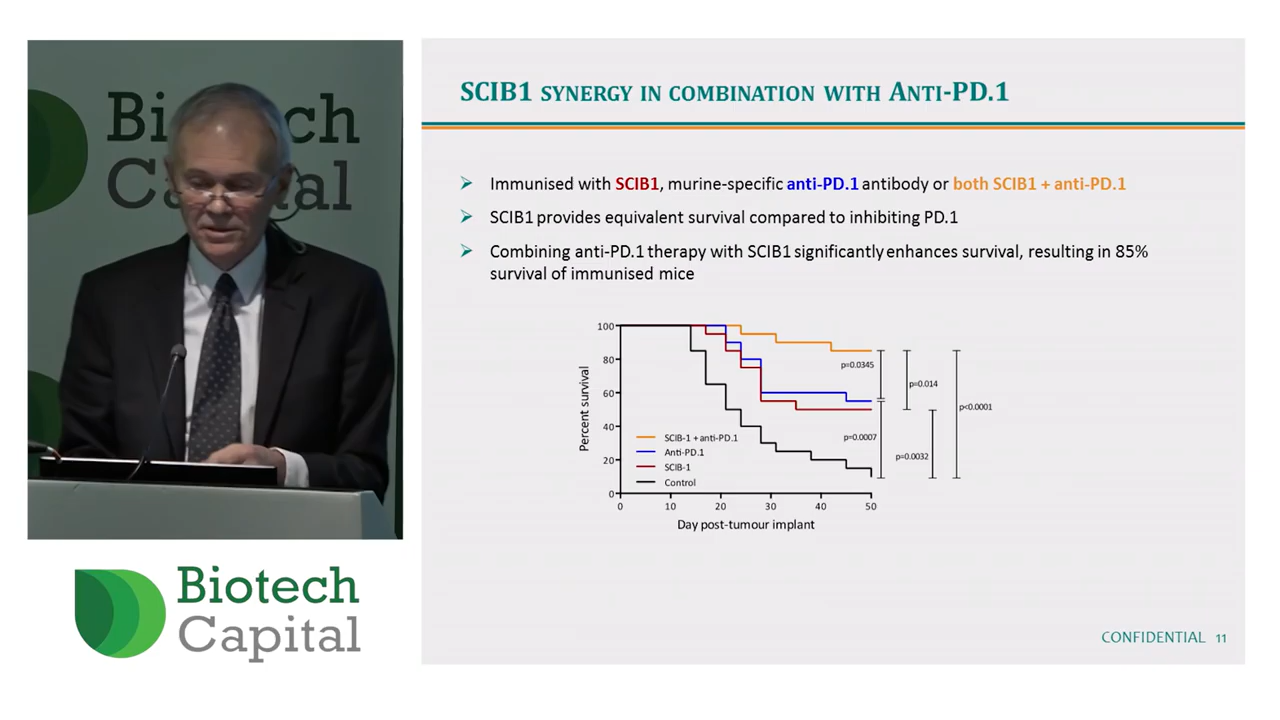 Biotech
Capital
SCIB1 SYNERGY IN COMBINATION WITH ANTI-PD.1
Immunised with SCIB1, murine-specific anti-PD.1 antibody or both SCIB1 + anti-PD.1
SCIB1 provides equivalent survival compared to inhibiting PD.1
Combining anti-PD.1 therapy with SCIB1 significantly enhances survival, resulting in 85%
survival of immunised mice
Percent survival
100
80
60
40
20
0
0 10 20 30 40 50
Day post-tumour implant
SCIB-1 + anti-PD.1
Anti-PD.1
SCIB-1
Control
p=0.0345
p=0.014
p<0.0001
p=0.0007
p=0.0032
Biotech
Capital
CONFIDENTIAL 11